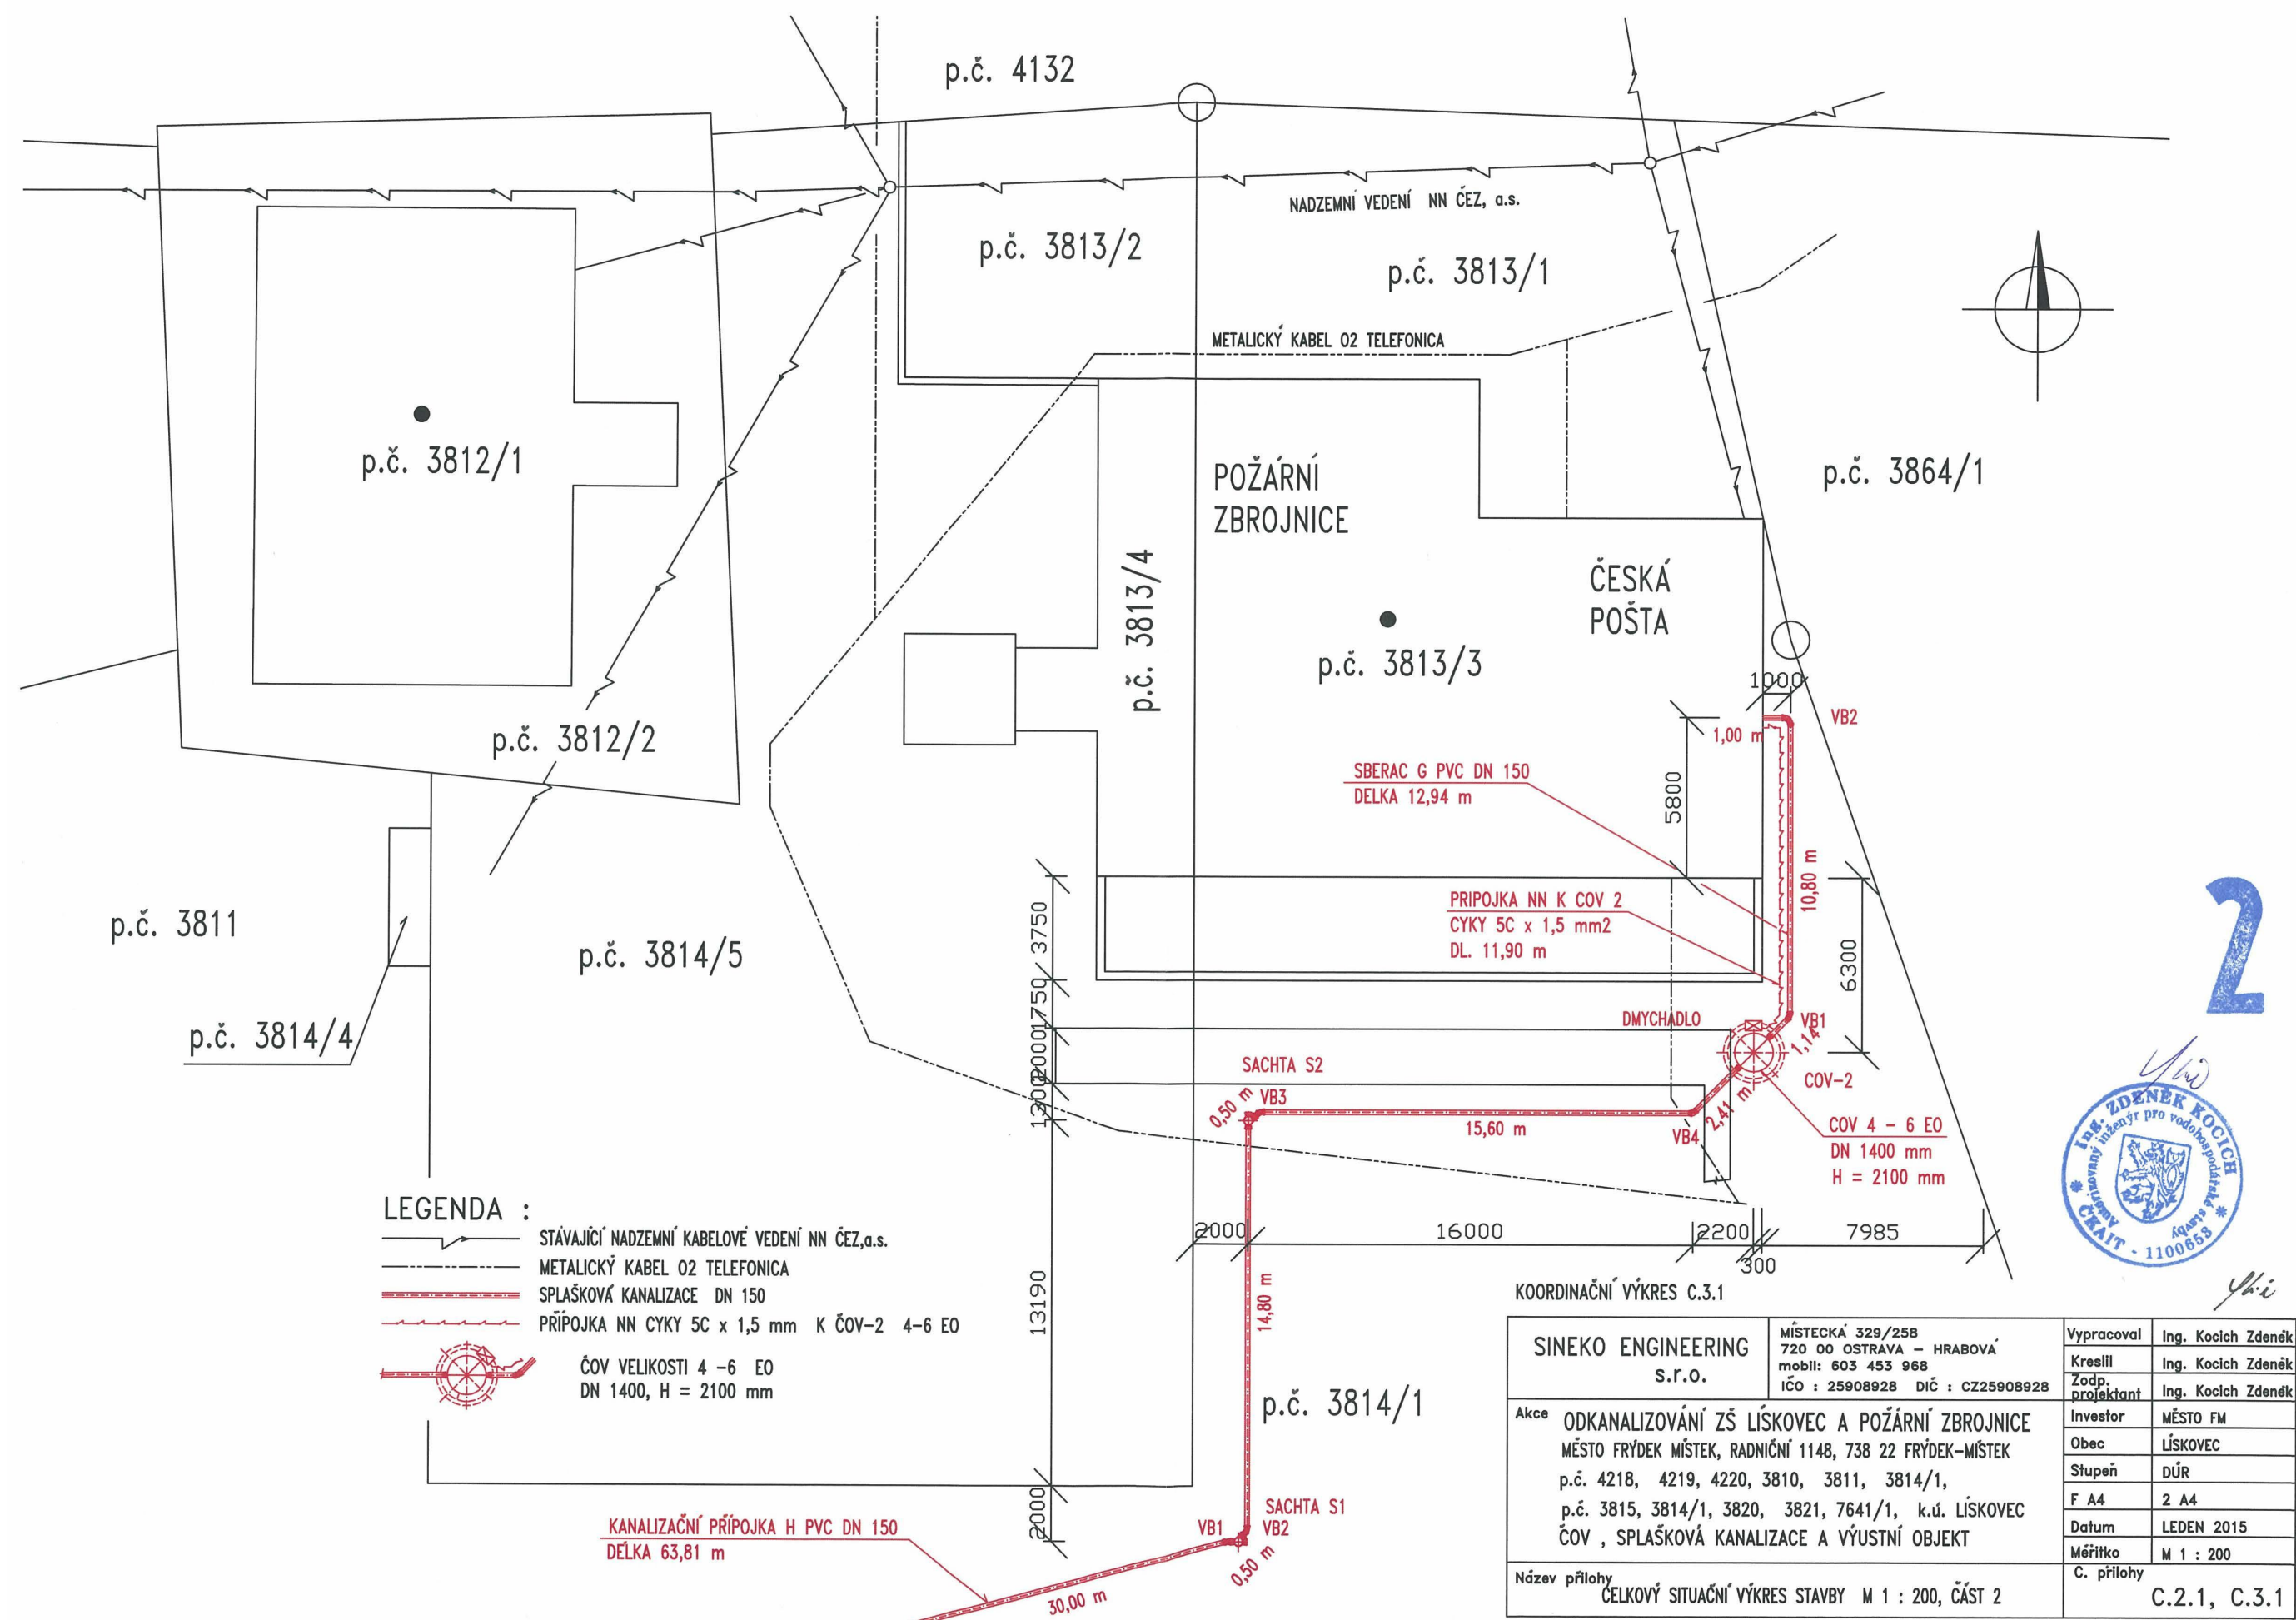 p.č. 4132
NADZEMNÍ VEDENÍ NN ČEZ, a.s.
p.č. 3813/2
p.č. 3813/1
METALICKÝ KABEL O2 TELEFONICA
p.č. 3812/1
p.č. 3864/1
POŽÁRNÍ
ZBROJNICE
ČESKÁ
POŠTA
p.č. 3813/4
p.č. 3813/3
p.č. 3812/2
1000
VB2
1,00 m
5800
SBERAC G PVC DN 150
DELKA 12,94 m
10,80 m
PRIPOJKA NN K COV 2
CYKY 5C x 1,5 mm2
DL. 11,90 m
6300
2
p.č. 3811
p.č. 3814/5
p.č. 3814/4
3750
1750
2000
1300
DMYCHADLO
VB1
1,14
COV-2
SACHTA S2
VB3
0,50 m
15,60 m
VB4
2,41 m
COV 4 - 6 EO
DN 1400 mm
H = 2100 mm
Ing. ZDENĚK KOCICH
Autorizovaný inženýr pro vodohospodářské stavby
* ČKAIT - 1100653 *
2000
16000
2200
300
7985
LEGENDA :
STÁVAJÍCÍ NADZEMNÍ KABELOVÉ VEDENÍ NN ČEZ,a.s.
METALICKÝ KABEL O2 TELEFONICA
SPLAŠKOVÁ KANALIZACE DN 150
PŘÍPOJKA NN CYKY 5C x 1,5 mm K ČOV-2 4-6 EO
ČOV VELIKOSTI 4 -6 EO
DN 1400, H = 2100 mm
13190
14,80 m
p.č. 3814/1
2000
SACHTA S1
VB1
VB2
0,50 m
KANALIZAČNÍ PŘÍPOJKA H PVC DN 150
DÉLKA 63,81 m
30,00 m
KOORDINAČNÍ VÝKRES C.3.1
SINEKO ENGINEERING
s.r.o.
MÍSTECKÁ 329/258
720 00 OSTRAVA - HRABOVÁ
mobil: 603 453 968
IČO : 25908928 DIČ : CZ25908928
Vypracoval Ing. Kocich Zdeněk
Kreslil Ing. Kocich Zdeněk
Zodp. projektant Ing. Kocich Zdeněk
Akce ODKANALIZOVÁNÍ ZŠ LÍSKOVEC A POŽÁRNÍ ZBROJNICE
MĚSTO FRÝDEK MÍSTEK, RADNIČNÍ 1148, 738 22 FRÝDEK-MÍSTEK
p.č. 4218, 4219, 4220, 3810, 3811, 3814/1,
p.č. 3815, 3814/1, 3820, 3821, 7641/1, k.ú. LÍSKOVEC
ČOV , SPLAŠKOVÁ KANALIZACE A VÝUSTNÍ OBJEKT
Investor MĚSTO FM
Obec LÍSKOVEC
Stupeň DÚR
F A4 2 A4
Datum LEDEN 2015
Měřítko M 1 : 200
Název přílohy CELKOVÝ SITUAČNÍ VÝKRES STAVBY M 1 : 200, ČÁST 2
C. přílohy C.2.1, C.3.1